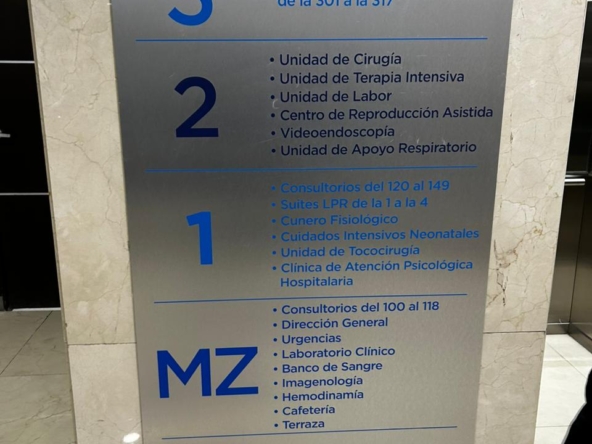 3
de la 301 a la 317
2
• Unidad de Cirugía
• Unidad de Terapia Intensiva
• Unidad de Labor
• Centro de Reproducción Asistida
• Videoendoscopía
• Unidad de Apoyo Respiratorio
1
• Consultorios del 120 al 149
• Suites LPR de la 1 a la 4
• Cunero Fisiológico
• Cuidados Intensivos Neonatales
• Unidad de Tococirugía
• Clínica de Atención Psicológica
Hospitalaria
MZ
• Consultorios del 100 al 118
• Dirección General
• Urgencias
• Laboratorio Clínico
• Banco de Sangre
• Imagenología
• Hemodinamía
• Cafetería
• Terraza